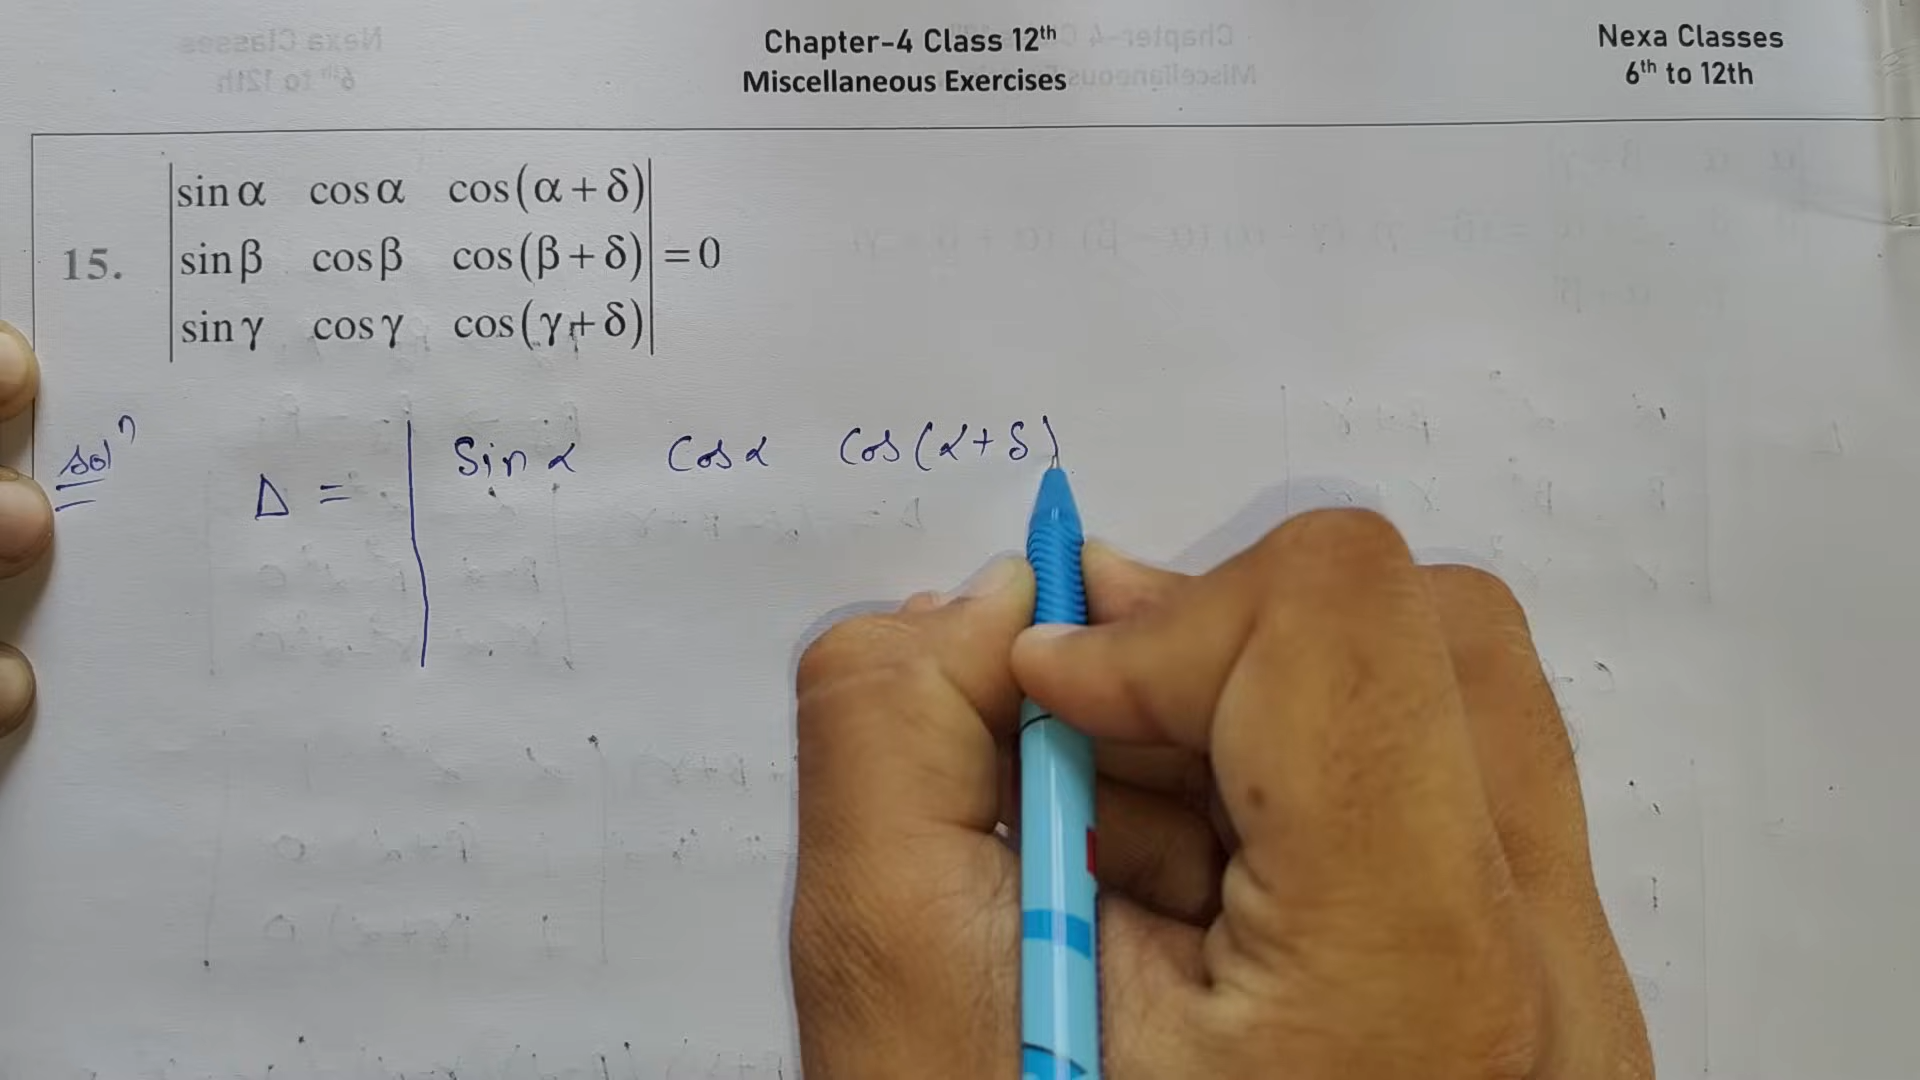 Chapter-4 Class 12th
Miscellaneous Exercises
Nexa Classes
6th to 12th
15.
sin α cos α cos(α + δ)
sin β cos β cos(β + δ) = 0
sin γ cos γ cos(γ + δ)
solⁿ
Δ = | Sin α Cos α Cos (α + δ)